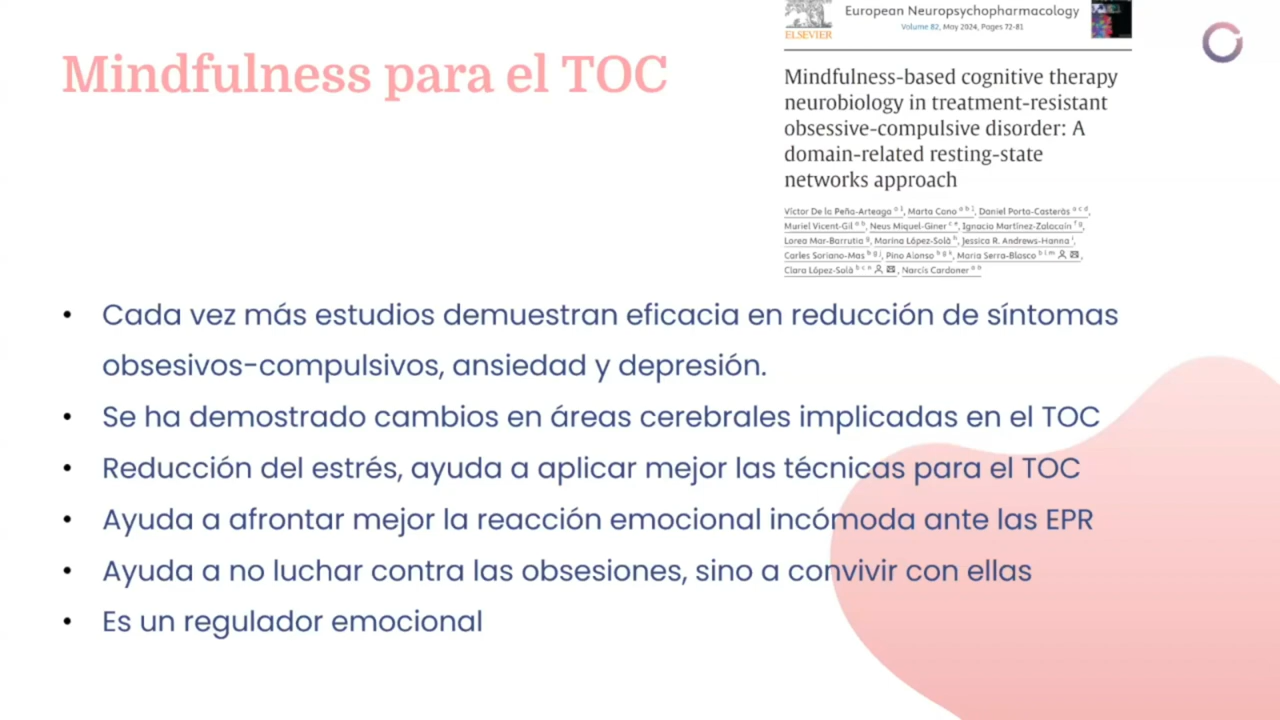 Mindfulness para el TOC
ELSEVIER
European Neuropsychopharmacology
Volume 82, May 2024, Pages 72-81
Mindfulness-based cognitive therapy
neurobiology in treatment-resistant
obsessive-compulsive disorder: A
domain-related resting-state
networks approach
Víctor De la Peña-Arteaga, Marta Cano, Daniel Porta-Casteràs
Muriel Vicent-Gil, Neus Miquel-Giner, Ignacio Martínez-Zalacaín
Lorea Mar-Barrutia, Marina López-Solà, Jessica R. Andrews-Hanna
Carles Soriano-Mas, Pino Alonso, Maria Serra-Blasco
Clara López-Solà, Narcís Cardoner
• Cada vez más estudios demuestran eficacia en reducción de síntomas
obsesivos-compulsivos, ansiedad y depresión.
• Se ha demostrado cambios en áreas cerebrales implicadas en el TOC
• Reducción del estrés, ayuda a aplicar mejor las técnicas para el TOC
• Ayuda a afrontar mejor la reacción emocional incómoda ante las EPR
• Ayuda a no luchar contra las obsesiones, sino a convivir con ellas
• Es un regulador emocional